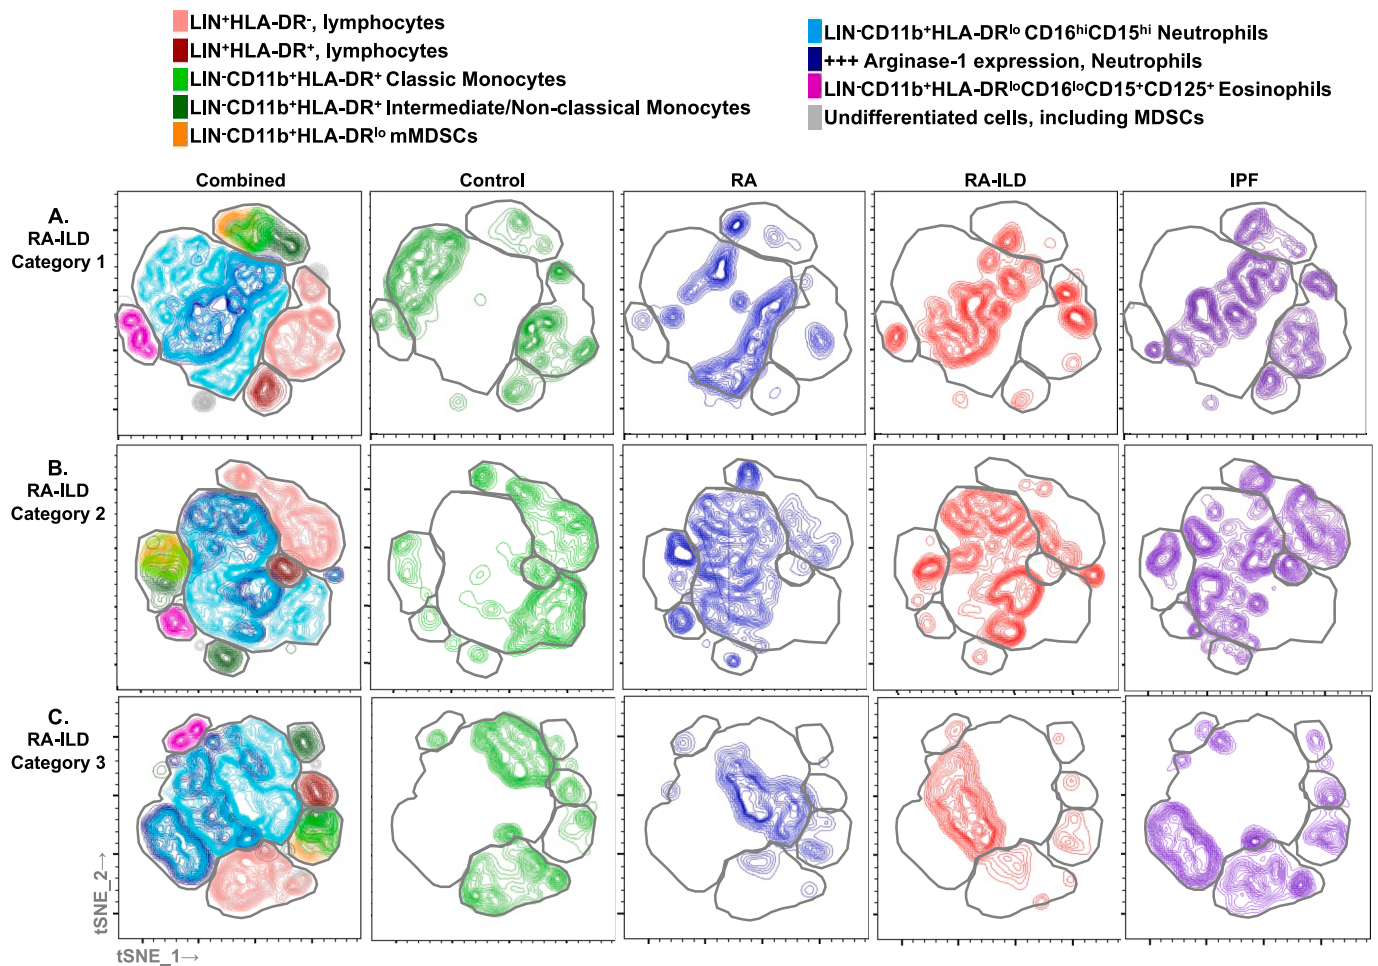 LIN⁺HLA-DR⁻, lymphocytes
LIN⁺HLA-DR⁺, lymphocytes
LIN⁻CD11b⁺HLA-DR⁺ Classic Monocytes
LIN⁻CD11b⁺HLA-DR⁺ Intermediate/Non-classical Monocytes
LIN⁻CD11b⁺HLA-DRˡᵒ mMDSCs
LIN⁻CD11b⁺HLA-DRˡᵒ CD16ʰⁱCD15ʰⁱ Neutrophils
+++ Arginase-1 expression, Neutrophils
LIN⁻CD11b⁺HLA-DRˡᵒCD16ˡᵒCD15⁺CD125⁺ Eosinophils
Undifferentiated cells, including MDSCs
Combined
Control
RA
RA-ILD
IPF
A.
RA-ILD
Category 1
B.
RA-ILD
Category 2
C.
RA-ILD
Category 3
tSNE_2→
tSNE_1→